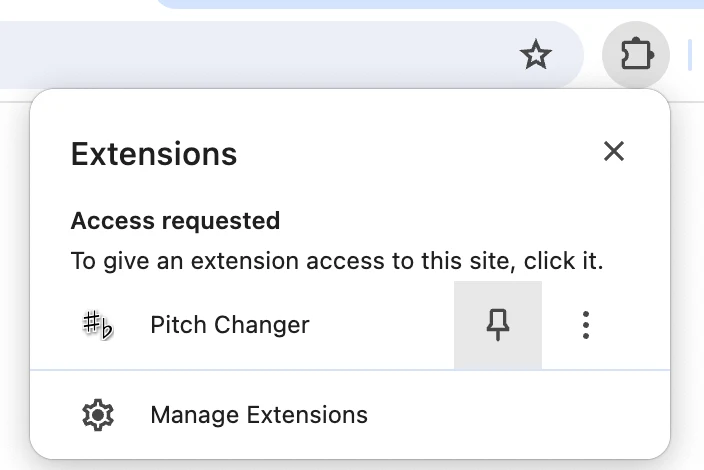 Extensions
Access requested
To give an extension access to this site, click it.
Pitch Changer
Manage Extensions